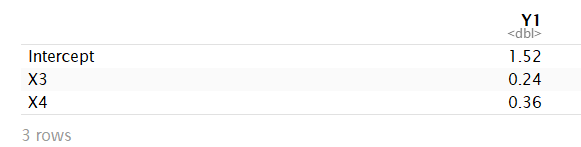 Y1
<dbl>
Intercept 1.52
X3 0.24
X4 0.36
3 rows